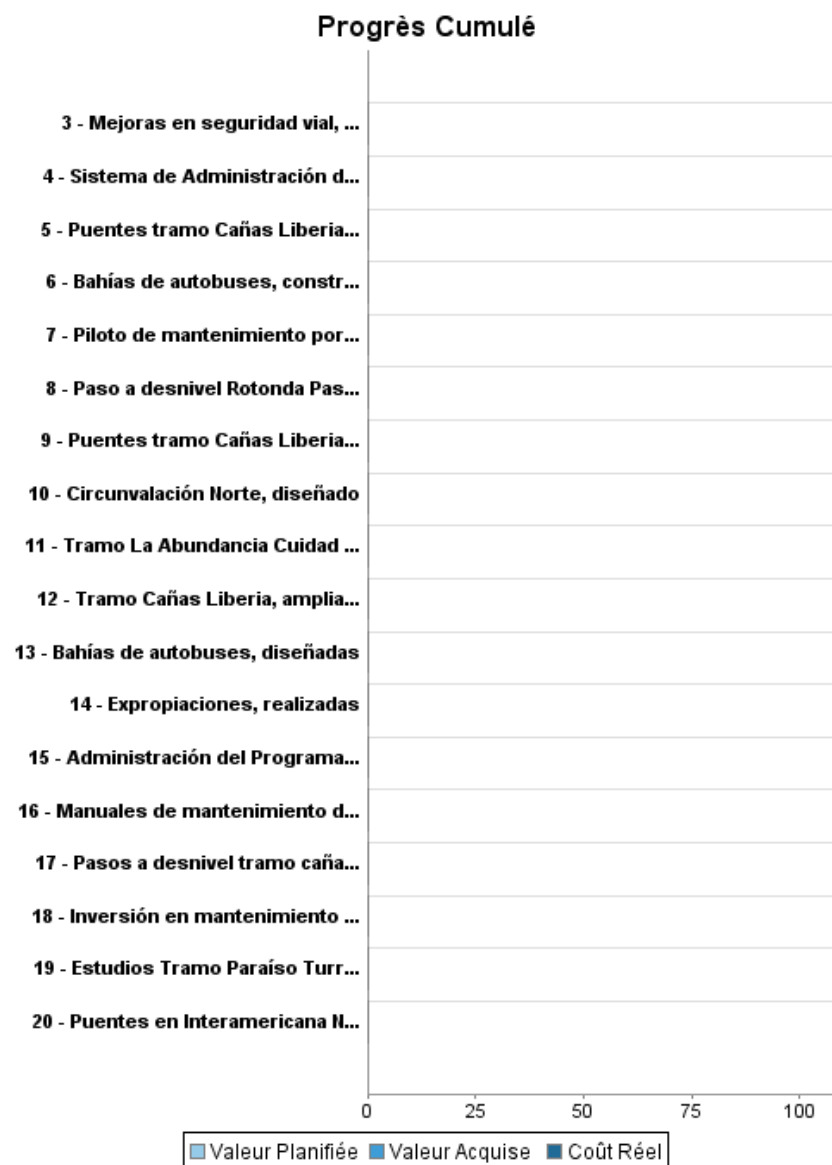 Progrès Cumulé
3 - Mejoras en seguridad vial, ...
4 - Sistema de Administración d...
5 - Puentes tramo Cañas Liberia...
6 - Bahías de autobuses, constr...
7 - Piloto de mantenimiento por...
8 - Paso a desnivel Rotonda Pas...
9 - Puentes tramo Cañas Liberia...
10 - Circunvalación Norte, diseñado
11 - Tramo La Abundancia Cuidad ...
12 - Tramo Cañas Liberia, amplia...
13 - Bahías de autobuses, diseñadas
14 - Expropiaciones, realizadas
15 - Administración del Programa...
16 - Manuales de mantenimiento d...
17 - Pasos a desnivel tramo caña...
18 - Inversión en mantenimiento ...
19 - Estudios Tramo Paraíso Turr...
20 - Puentes en Interamericana N...
0 25 50 75 100
Valeur Planifiée Valeur Acquise Coût Réel